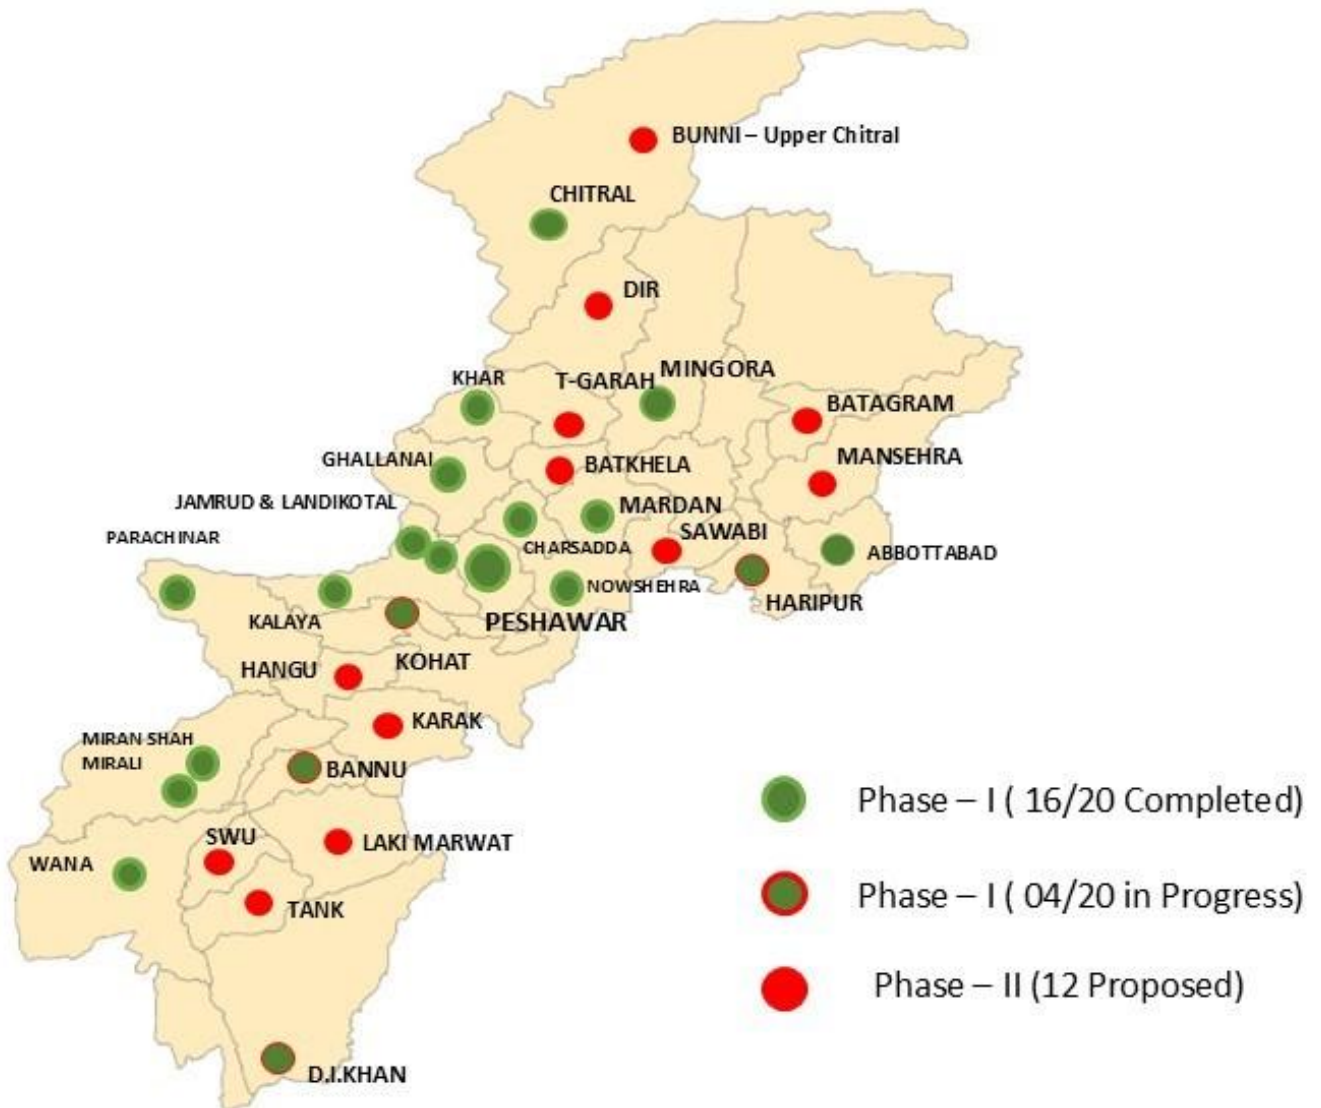 BUNNI – Upper Chitral
CHITRAL
DIR
MINGORA
KHAR
T-GARAH
BATAGRAM
GHALLANAI
BATKHELA
MANSEHRA
JAMRUD & LANDIKOTAL
MARDAN
SAWABI
PARACHINAR
CHARSADDA
ABBOTTABAD
NOWSHEHRA
HARIPUR
KALAYA
PESHAWAR
HANGU
KOHAT
KARAK
MIRAN SHAH
MIRALI
BANNU
Phase – I ( 16/20 Completed)
SWU
LAKI MARWAT
WANA
Phase – I ( 04/20 in Progress)
TANK
Phase – II (12 Proposed)
D.I.KHAN